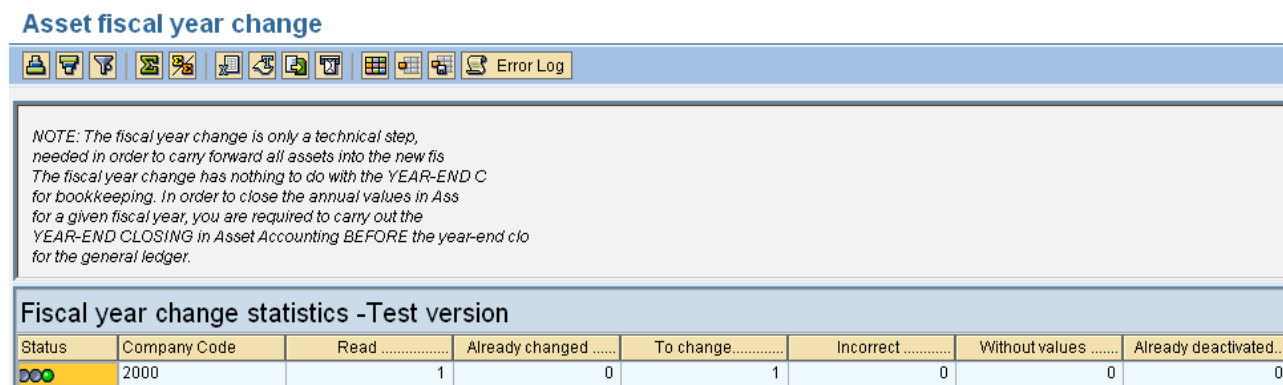 Asset fiscal year change
Error Log
NOTE: The fiscal year change is only a technical step,
needed in order to carry forward all assets into the new fis
The fiscal year change has nothing to do with the YEAR-END C
for bookkeeping. In order to close the annual values in Ass
for a given fiscal year, you are required to carry out the
YEAR-END CLOSING in Asset Accounting BEFORE the year-end clo
for the general ledger.
Fiscal year change statistics -Test version
Status Company Code Read ................ Already changed ...... To change............ Incorrect ........... Without values ....... Already deactivated...
2000 1 0 1 0 0 0